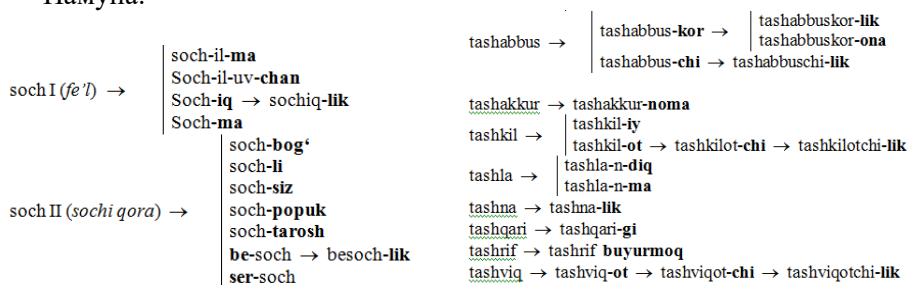 Намуна:
soch I (fe’l) →
soch-il-ma
Soch-il-uv-chan
Soch-iq → sochiq-lik
Soch-ma
soch II (sochi qora) →
soch-bog‘
soch-li
soch-siz
soch-popuk
soch-tarosh
be-soch → besoch-lik
ser-soch
tashabbus →
tashabbus-kor →
tashabbuskor-lik
tashabbuskor-ona
tashabbus-chi → tashabbuschi-lik
tashakkur → tashakkur-noma
tashkil →
tashkil-iy
tashkil-ot → tashkilot-chi → tashkilotchi-lik
tashla →
tashla-n-diq
tashla-n-ma
tashna → tashna-lik
tashqari → tashqari-gi
tashrif → tashrif buyurmoq
tashviq → tashviq-ot → tashviqot-chi → tashviqotchi-lik